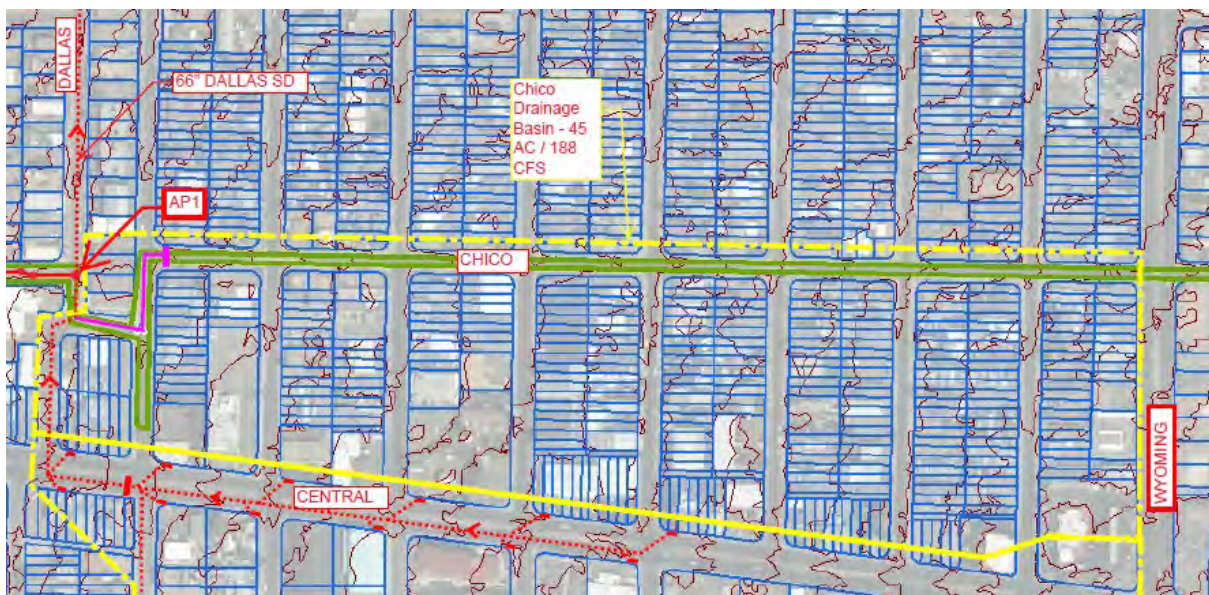 DALLAS
66" DALLAS SD
Chico
Drainage
Basin - 45
AC / 188
CFS
AP1
CHICO
CENTRAL
WYOMING